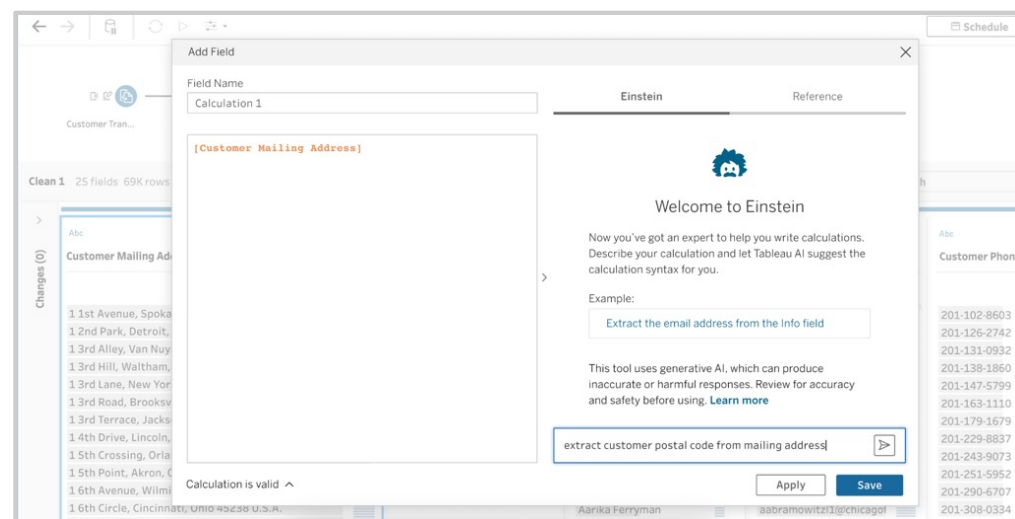 Schedule
Add Field
Field Name
Calculation 1
Einstein
Reference
Customer Tran...
[Customer Mailing Address]
Clean 1 25 fields 69K rows
Welcome to Einstein
Now you've got an expert to help you write calculations.
Describe your calculation and let Tableau AI suggest the
calculation syntax for you.
Example:
Extract the email address from the Info field
This tool uses generative AI, which can produce
inaccurate or harmful responses. Review for accuracy
and safety before using. Learn more
extract customer postal code from mailing address
Calculation is valid
Apply
Save
Changes (0)
Abc
Customer Mailing Ad
1 1st Avenue, Spoka
1 2nd Park, Detroit,
1 3rd Alley, Van Nuy
1 3rd Hill, Waltham,
1 3rd Lane, New Yor
1 3rd Road, Brooksv
1 3rd Terrace, Jacks
1 4th Drive, Lincoln,
1 5th Crossing, Orla
1 5th Point, Akron,
1 6th Avenue, Wilmi
1 6th Circle, Cincinnati, Ohio 45238 U.S.A.
Aarika Ferryman
aabramowitzl1@chicagot
Abc
Customer Phon
201-102-8603
201-126-2742
201-131-0932
201-138-1860
201-147-5799
201-163-1110
201-179-1679
201-229-8837
201-243-9073
201-251-5952
201-290-6707
201-308-0334